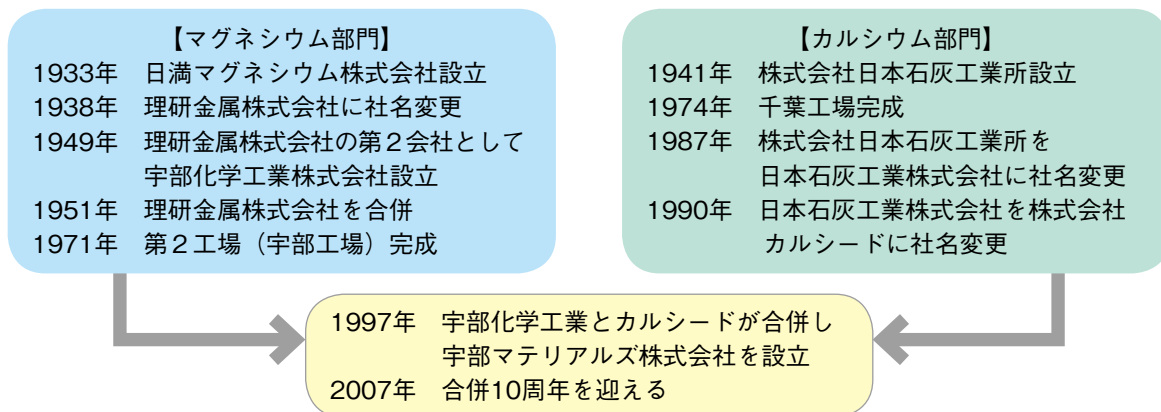 【マグネシウム部門】
1933年　日満マグネシウム株式会社設立
1938年　理研金属株式会社に社名変更
1949年　理研金属株式会社の第２会社として
宇部化学工業株式会社設立
1951年　理研金属株式会社を合併
1971年　第２工場（宇部工場）完成
【カルシウム部門】
1941年　株式会社日本石灰工業所設立
1974年　千葉工場完成
1987年　株式会社日本石灰工業所を
日本石灰工業株式会社に社名変更
1990年　日本石灰工業株式会社を株式会社
カルシードに社名変更
1997年　宇部化学工業とカルシードが合併し
宇部マテリアルズ株式会社を設立
2007年　合併10周年を迎える